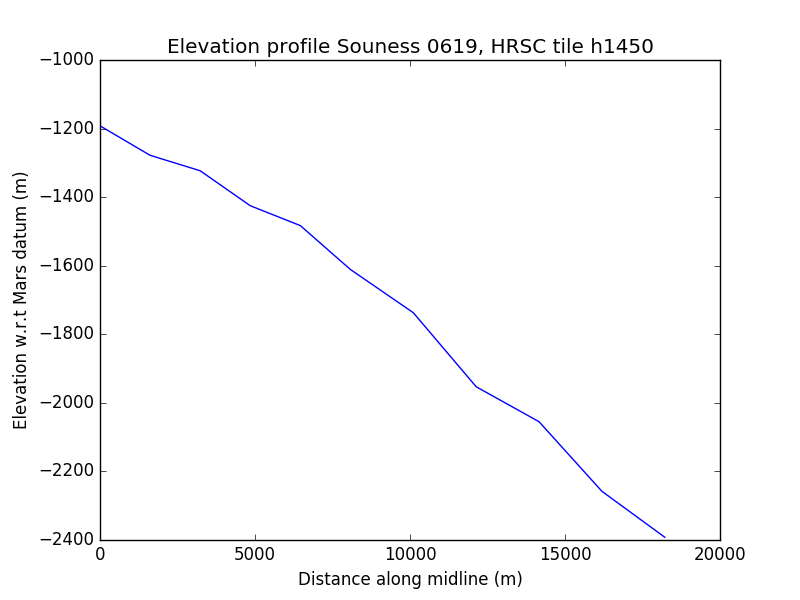 Elevation profile Souness 0619, HRSC tile h1450
−1000
−1200
−1400
−1600
−1800
−2000
−2200
−2400
Elevation w.r.t Mars datum (m)
0 5000 10000 15000 20000
Distance along midline (m)